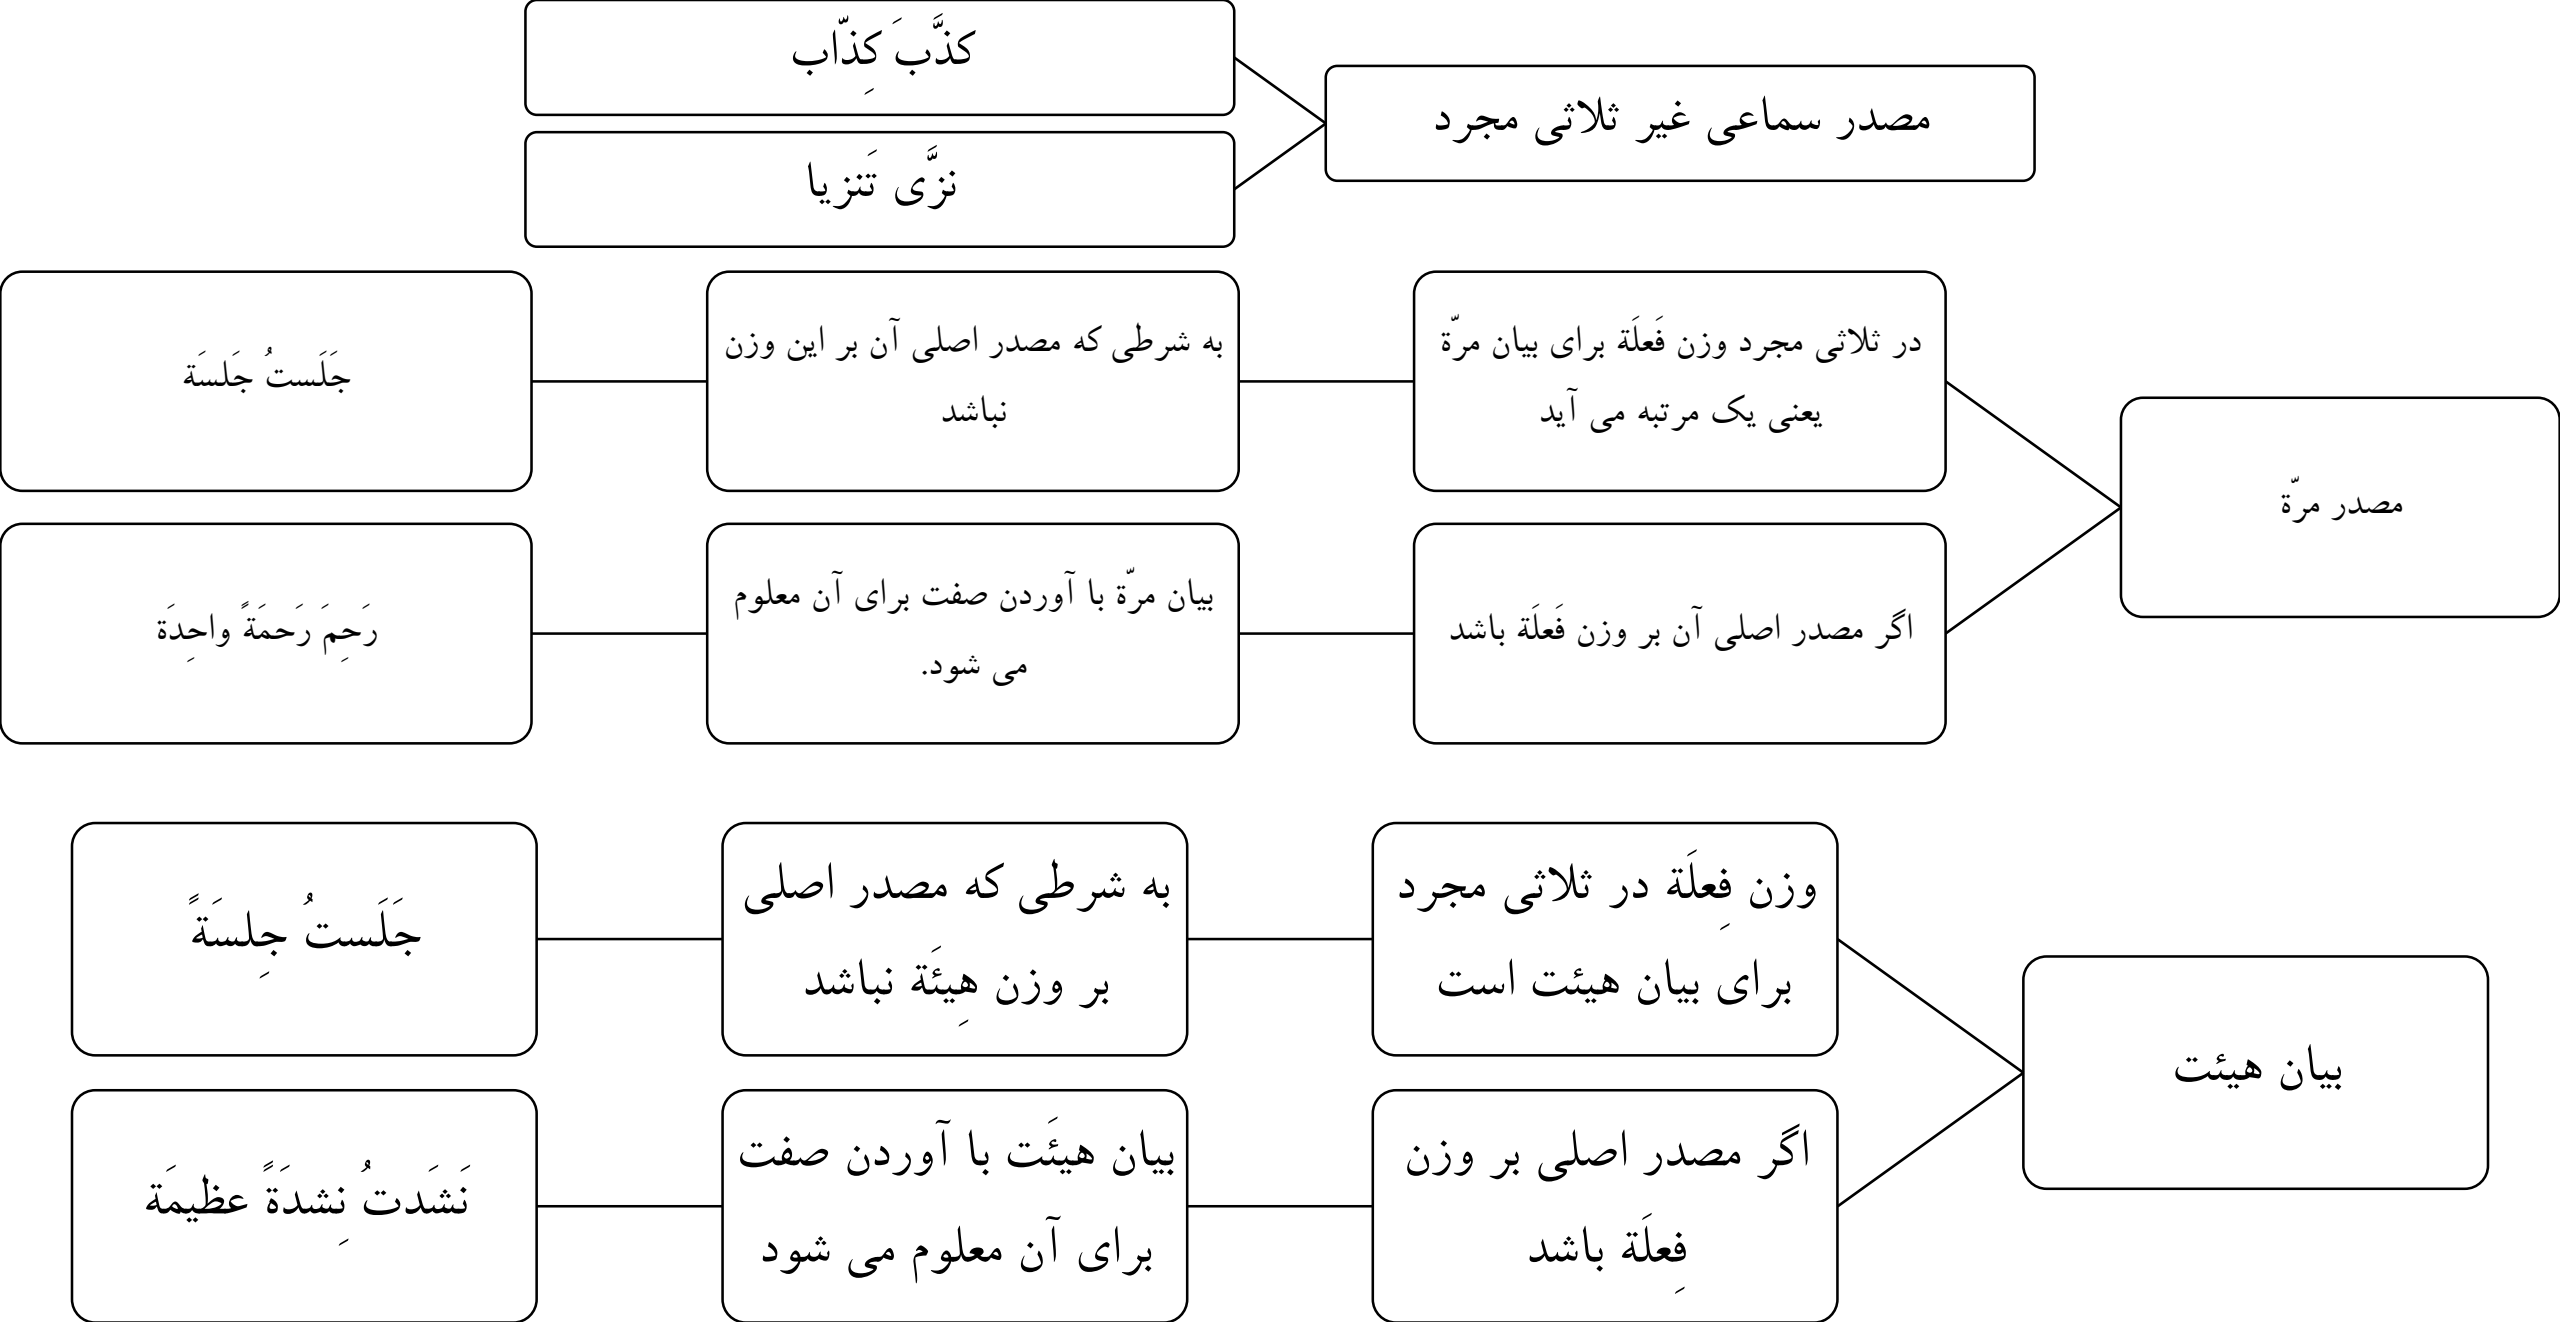 مصدر سماعی غیر ثلاثی مجرد
کذَّبَ کِذّاب
نزَّی تَنزیا
مصدر مرّة
در ثلاثی مجرد وزن فَعلَة برای بیان مرّة
یعنی یک مرتبه می آید
به شرطی که مصدر اصلی آن بر این وزن
نباشد
جَلَستُ جَلسَة
اگر مصدر اصلی آن بر وزن فَعلَة باشد
بیان مرّة با آوردن صفت برای آن معلوم
می شود.
رَحِمَ رَحمَةً واحِدَة
بیان هیئت
وزن فِعلَة در ثلاثی مجرد
برای بیان هیئت است
به شرطی که مصدر اصلی
بر وزن هِیئَة نباشد
جَلَستُ جِلسَةً
اگر مصدر اصلی بر وزن
فِعلَة باشد
بیان هیئَت با آوردن صفت
برای آن معلوم می شود
نَشَدتُ نِشدَةً عظیمَة